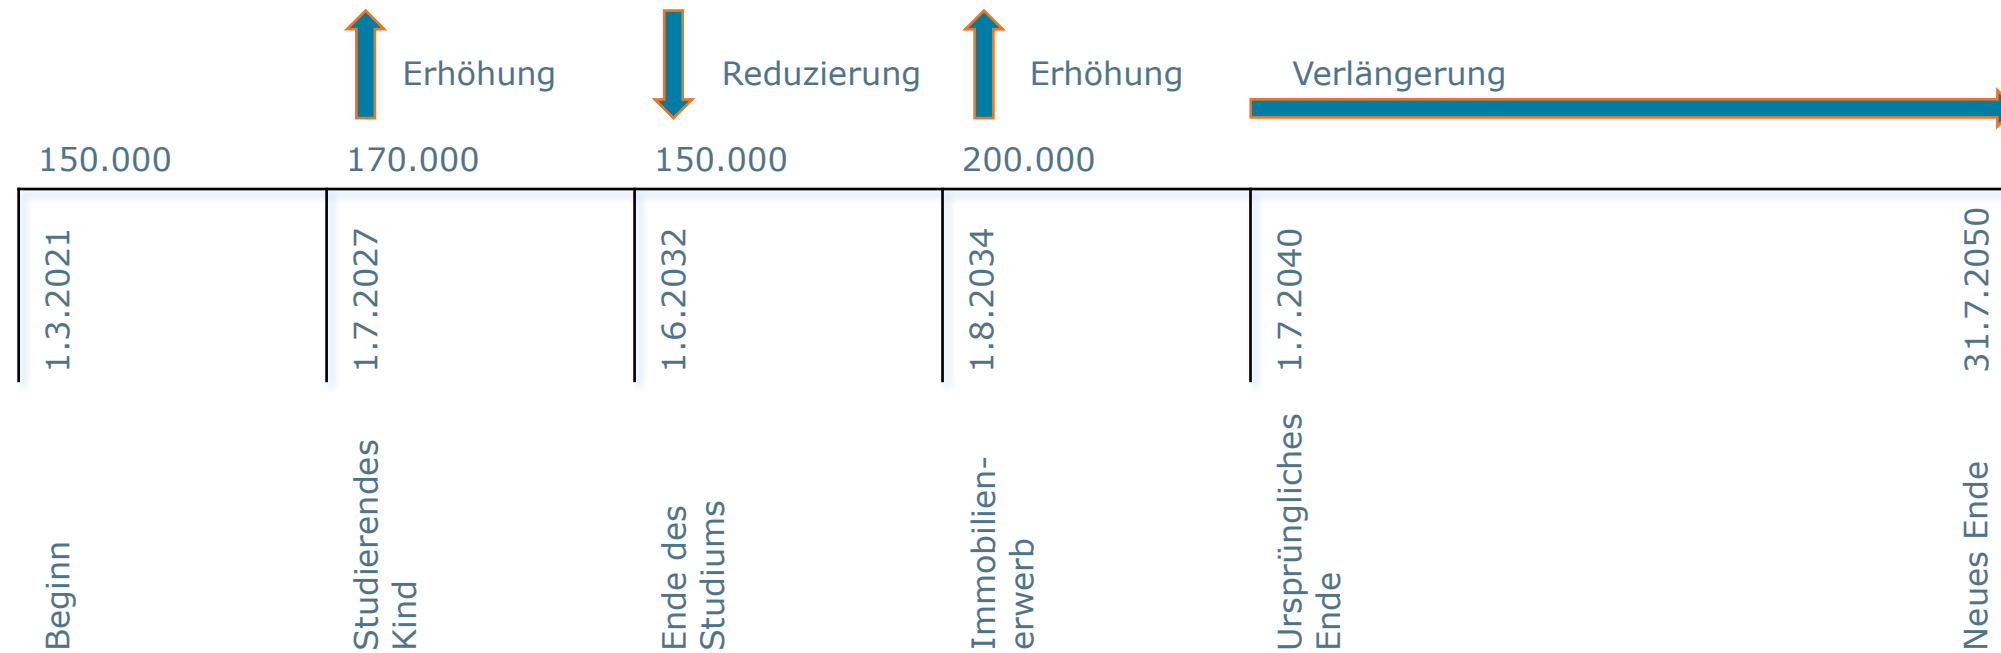 Erhöhung
Reduzierung
Erhöhung
Verlängerung
150.000
170.000
150.000
200.000
1.3.2021
1.7.2027
1.6.2032
1.8.2034
1.7.2040
31.7.2050
Beginn
Studierendes
Kind
Ende des
Studiums
Immobilien-
erwerb
Ursprüngliches
Ende
Neues Ende